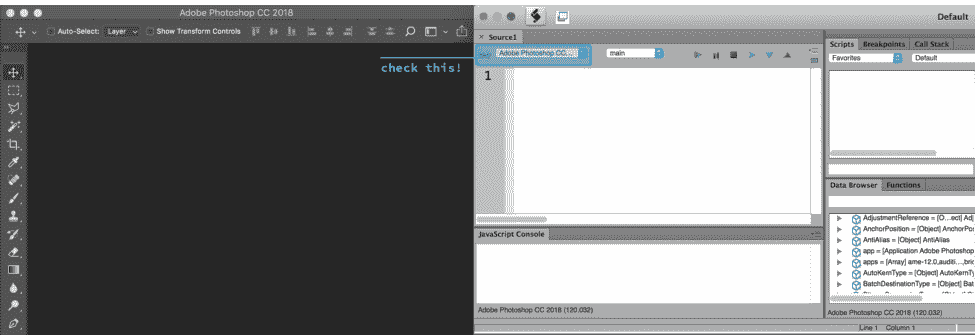 Adobe Photoshop CC 2018
Auto-Select: Layer Show Transform Controls
check this!
Default
Source1
Adobe Photoshop CC... main
1
JavaScript Console
Adobe Photoshop CC 2018 (120.032)
Scripts Breakpoints Call Stack
Favorites Default
Data Browser Functions
AdjustmentReference = [O...ect] Adj
AnchorPosition = [Object] AnchorPo
AntiAlias = [Object] AntiAlias
app = [Application Adobe Photoshop
apps = [Array] ame-12.0,auditi...,brid
AutoKernType = [Object] AutoKernTy
BatchDestinationType = [Object] Bat
Adobe Photoshop CC 2018 (120.032)
Line 1 Column 1